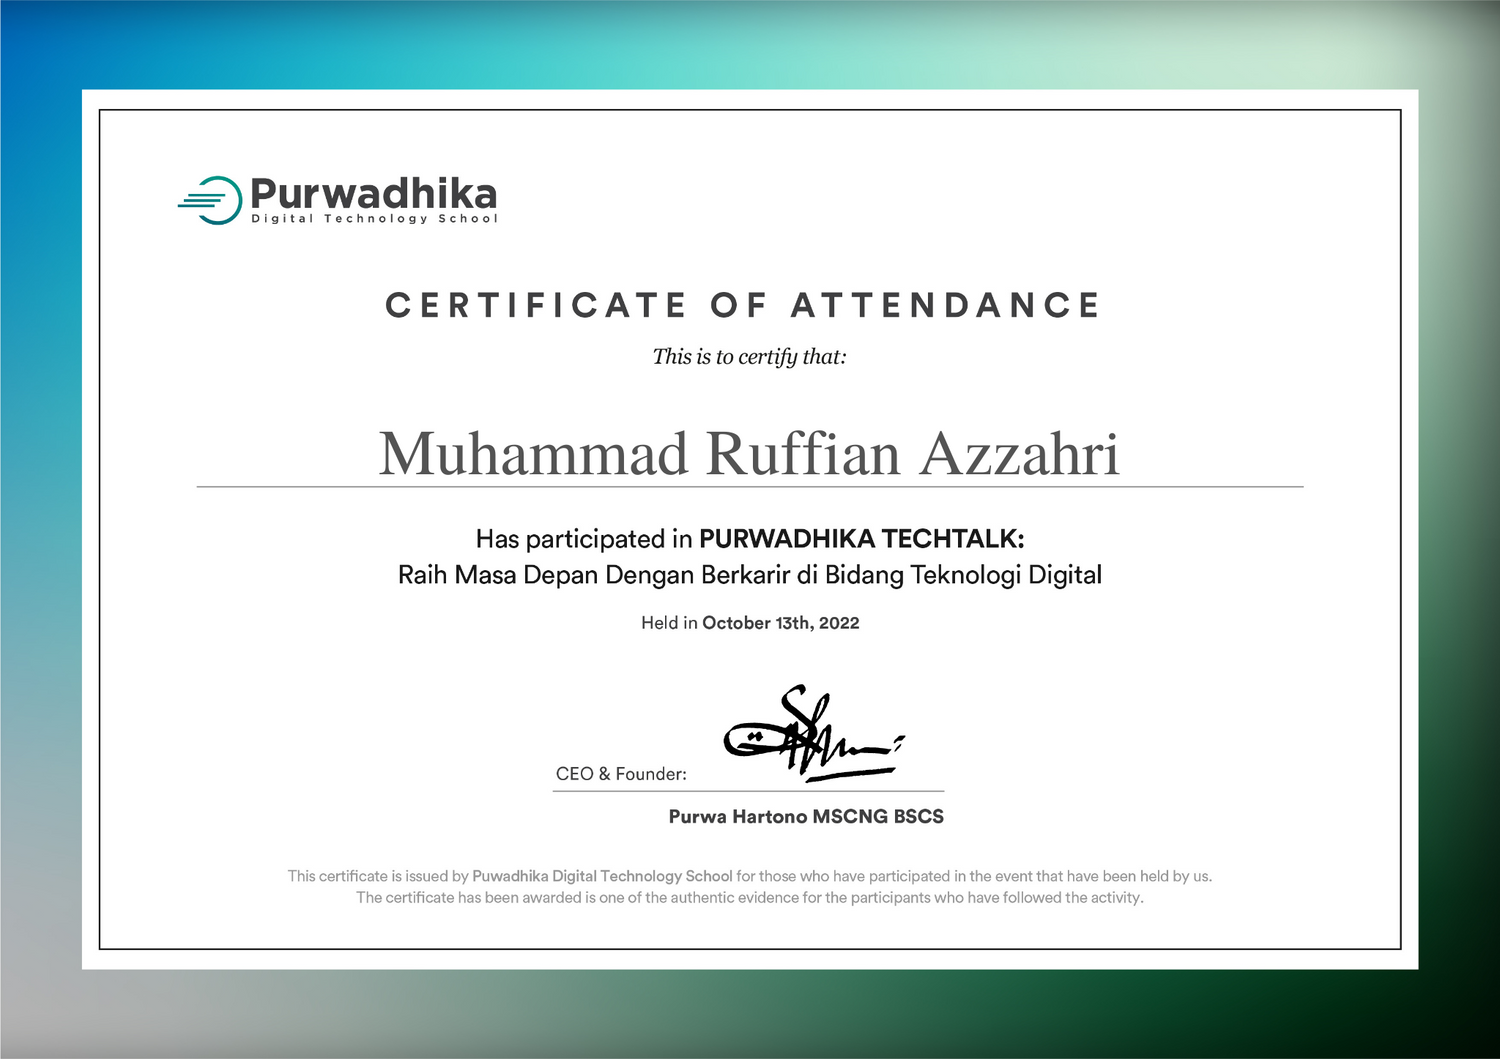 Purwadhika
Digital Technology School
CERTIFICATE OF ATTENDANCE
This is to certify that:
Muhammad Ruffian Azzahri
Has participated in PURWADHIKA TECHTALK:
Raih Masa Depan Dengan Berkarir di Bidang Teknologi Digital
Held in October 13th, 2022
CEO & Founder:
Purwa Hartono MSCNG BSCS
This certificate is issued by Puwadhika Digital Technology School for those who have participated in the event that have been held by us.
The certificate has been awarded is one of the authentic evidence for the participants who have followed the activity.